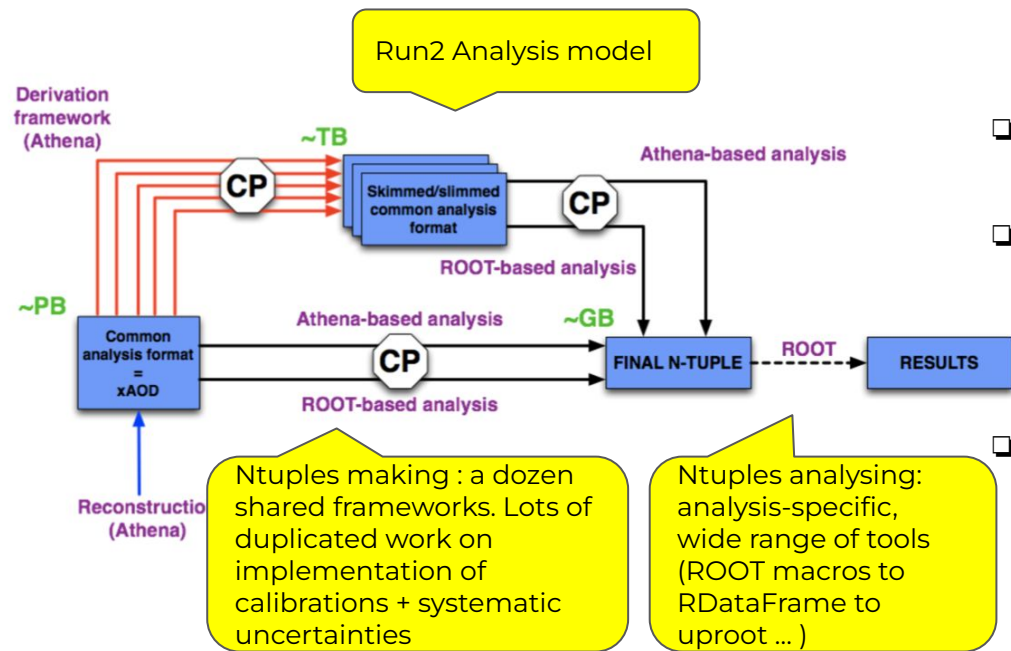 Run2 Analysis model
Derivation
framework
(Athena)
~TB
CP
Skimmed/slimmed
common analysis
format
CP
Athena-based analysis
ROOT-based analysis
~PB
Common
analysis format
=
xAOD
Athena-based analysis
CP
ROOT-based analysis
~GB
FINAL N-TUPLE
ROOT
RESULTS
Reconstructio
(Athena)
Ntuples making : a dozen
shared frameworks. Lots of
duplicated work on
implementation of
calibrations + systematic
uncertainties
Ntuples analysing:
analysis-specific,
wide range of tools
(ROOT macros to
RDataFrame to
uproot ... )